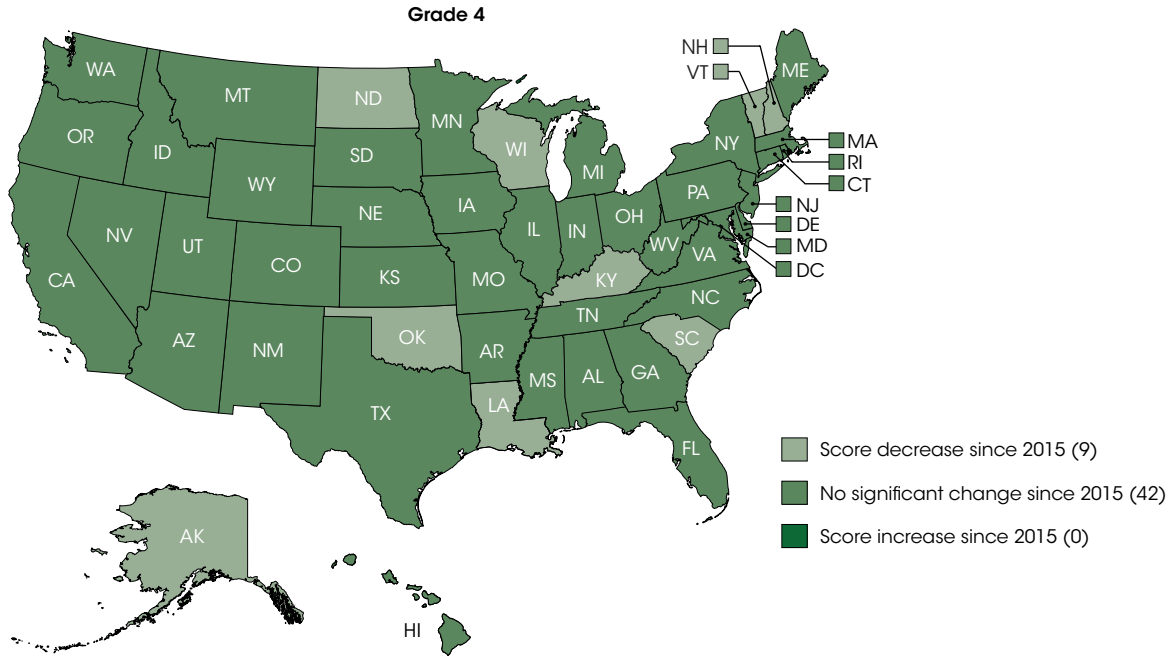 Grade 4
NH
VT
ME
WA
MT
ND
MN
OR
ID
SD
WI
NY
MA
RI
CT
WY
MI
PA
NJ
DE
MD
DC
NE
IA
IL
IN
OH
NV
UT
CO
KS
MO
WV
VA
KY
CA
NC
TN
AZ
NM
OK
AR
SC
MS
AL
GA
TX
LA
FL
Score decrease since 2015 (9)
No significant change since 2015 (42)
Score increase since 2015 (0)
AK
HI